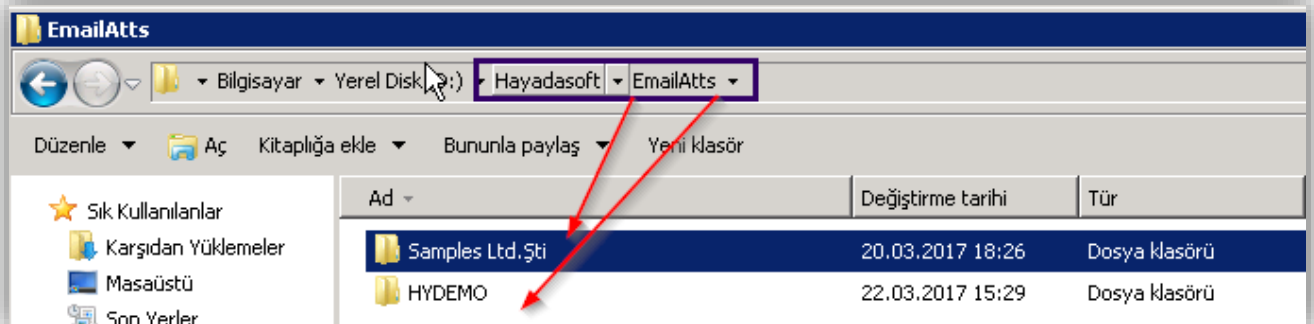 EmailAtts
Bilgisayar Yerel Disk :) Hayadasoft EmailAtts
Düzenle Aç Kitaplığa ekle Bununla paylaş Yeni klasör
Ad Değiştirme tarihi Tür
Sık Kullanılanlar
Samples Ltd.Şti 20.03.2017 18:26 Dosya klasörü
Karşıdan Yüklemeler
HYDEMO 22.03.2017 15:29 Dosya klasörü
Masaüstü
Son Yerler